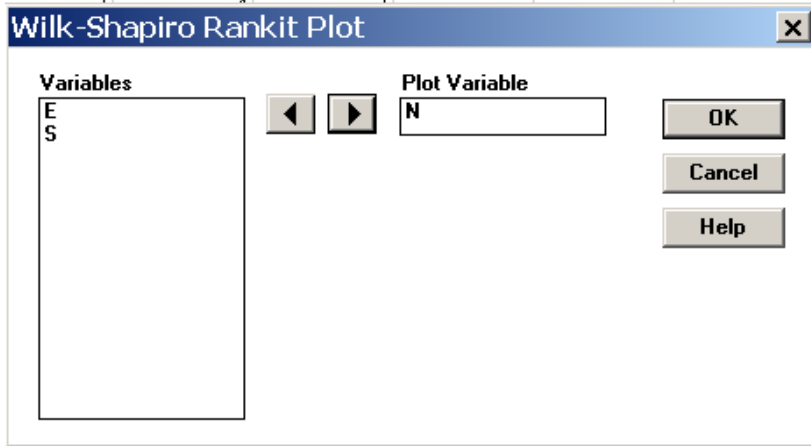 Wilk-Shapiro Rankit Plot
Variables
E
S
Plot Variable
N
OK
Cancel
Help